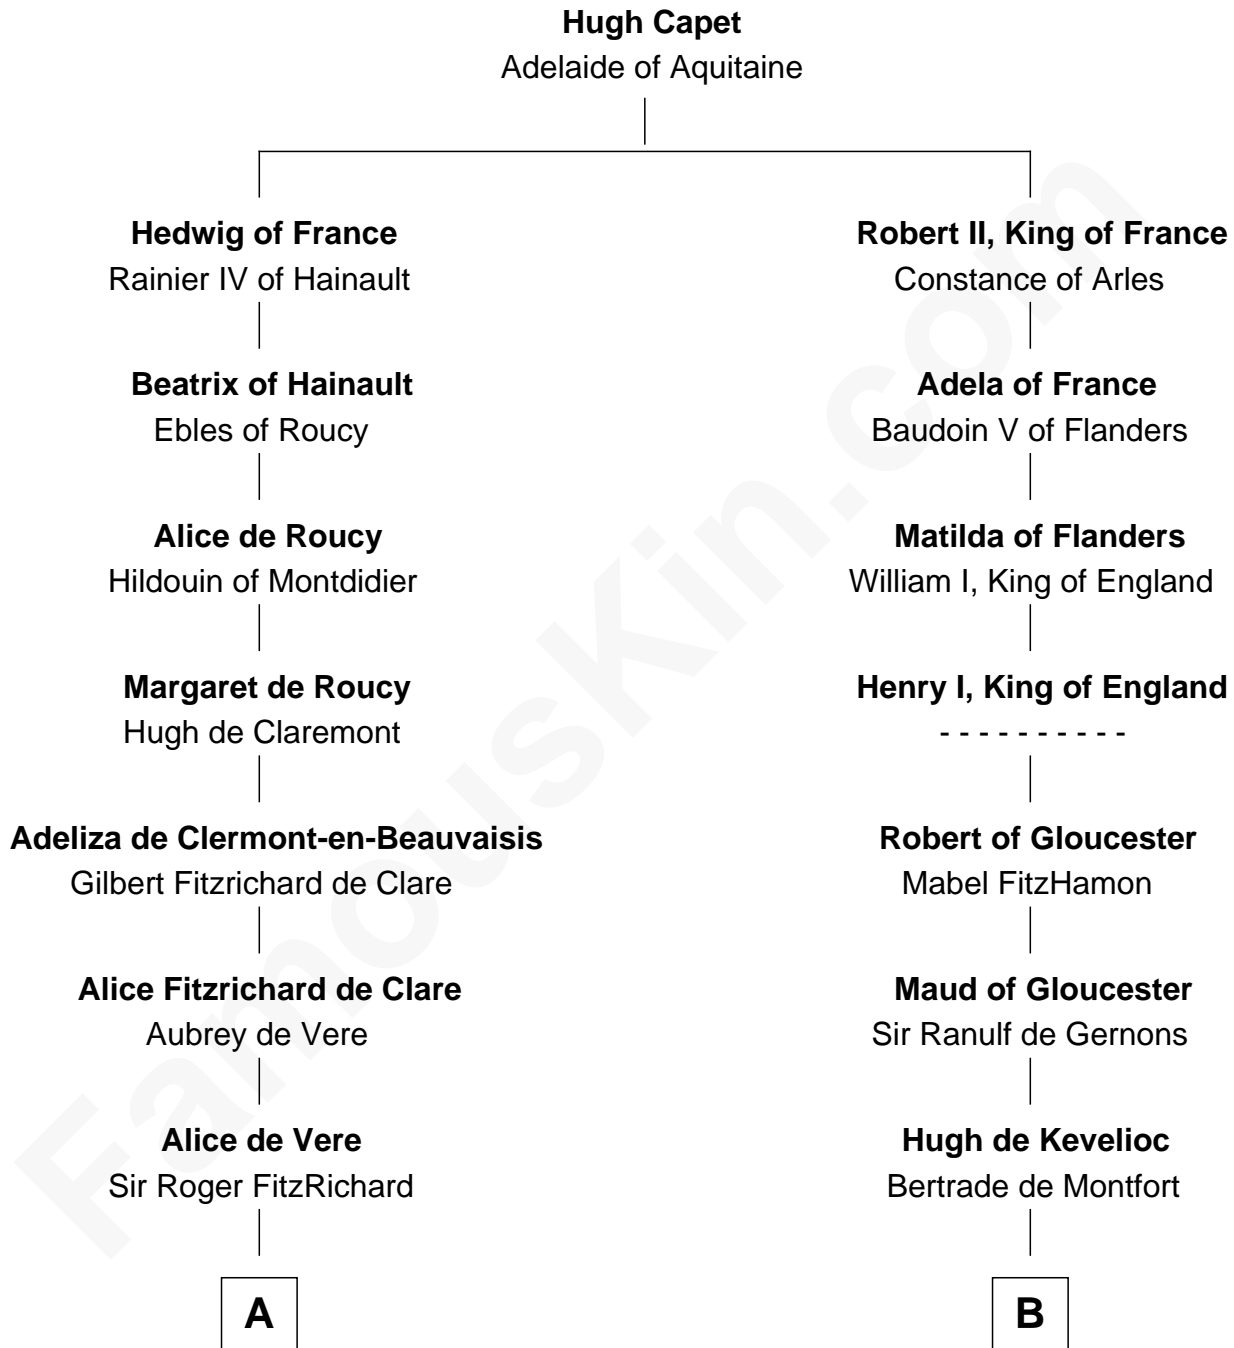 Hugh Capet
Adelaide of Aquitaine
Hedwig of France
Rainier IV of Hainault
Robert II, King of France
Constance of Arles
Beatrix of Hainault
Ebles of Roucy
Adela of France
Baudoin V of Flanders
Alice de Roucy
Hildouin of Montdidier
Matilda of Flanders
William I, King of England
Margaret de Roucy
Hugh de Claremont
Henry I, King of England
- - - - - - - - - -
Adeliza de Clermont-en-Beauvaisis
Gilbert Fitzrichard de Clare
Robert of Gloucester
Mabel FitzHamon
Alice Fitzrichard de Clare
Aubrey de Vere
Maud of Gloucester
Sir Ranulf de Gernons
Alice de Vere
Sir Roger FitzRichard
Hugh de Kevelioc
Bertrade de Montfort
A
B
FamousKin.com